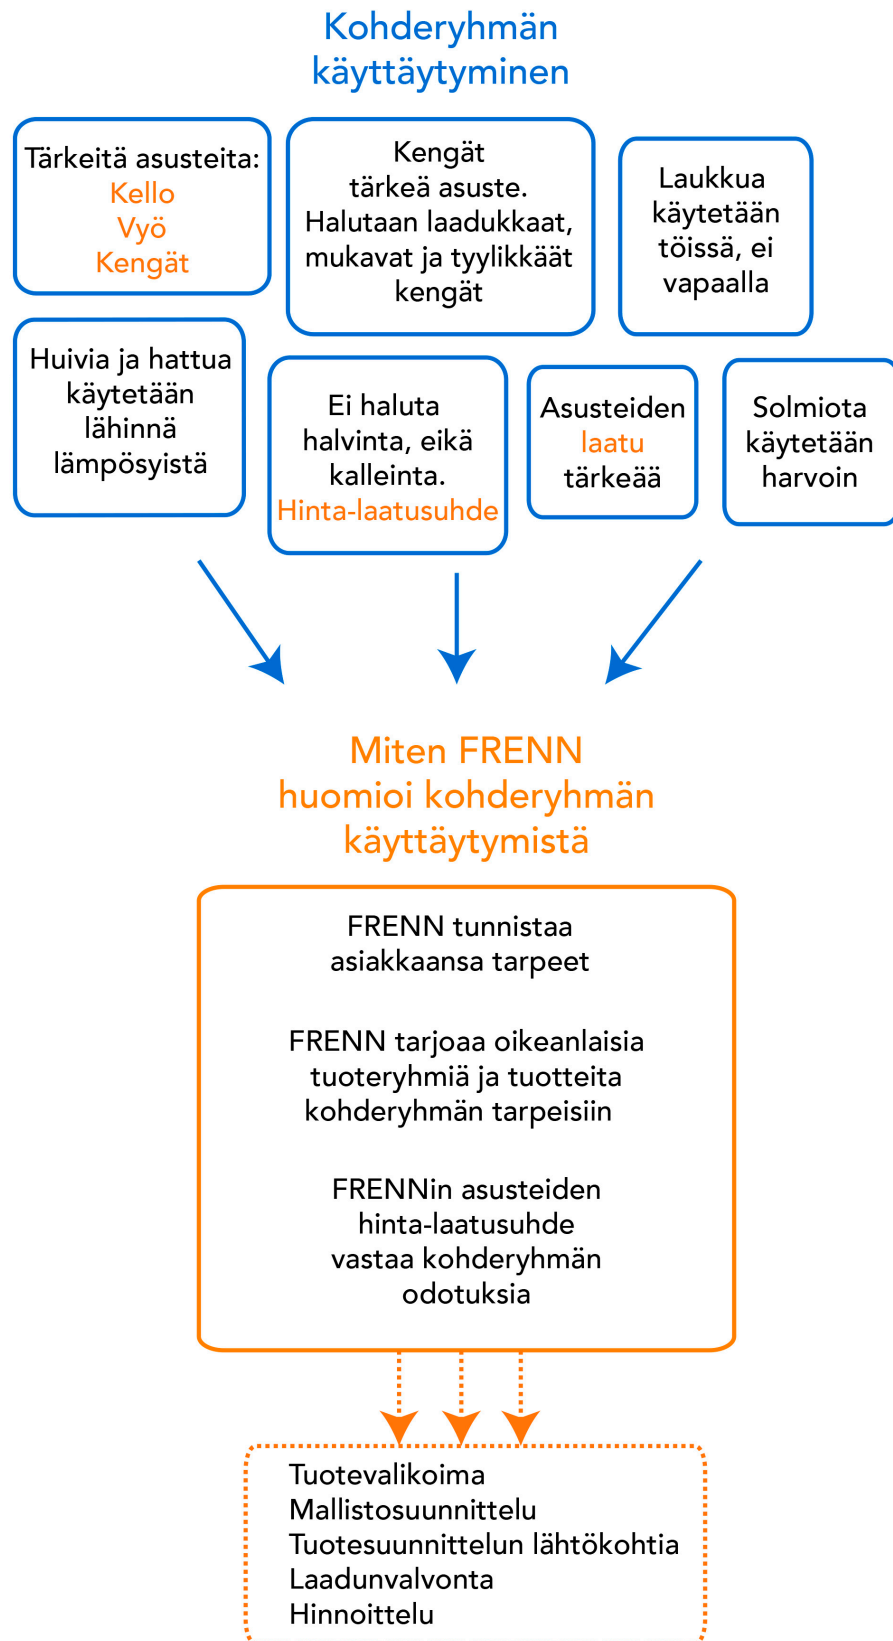 Kohderyhmän
käyttäytyminen
Tärkeitä asusteita:
Kello
Vyö
Kengät
Kengät
tärkeä asuste.
Halutaan laadukkaat,
mukavat ja tyylikkäät
kengät
Laukkua
käytetään
töissä, ei
vapaalla
Huivia ja hattua
käytetään
lähinnä
lämpösyistä
Ei haluta
halvinta, eikä
kalleinta.
Hinta-laatusuhde
Asusteiden
laatu
tärkeää
Solmiota
käytetään
harvoin
Miten FRENN
huomioi kohderyhmän
käyttäytymistä
FRENN tunnistaa
asiakkaansa tarpeet
FRENN tarjoaa oikeanlaisia
tuoteryhmiä ja tuotteita
kohderyhmän tarpeisiin
FRENNin asusteiden
hinta-laatusuhde
vastaa kohderyhmän
odotuksia
Tuotevalikoima
Mallistosuunnittelu
Tuotesuunnittelun lähtökohtia
Laadunvalvonta
Hinnoittelu